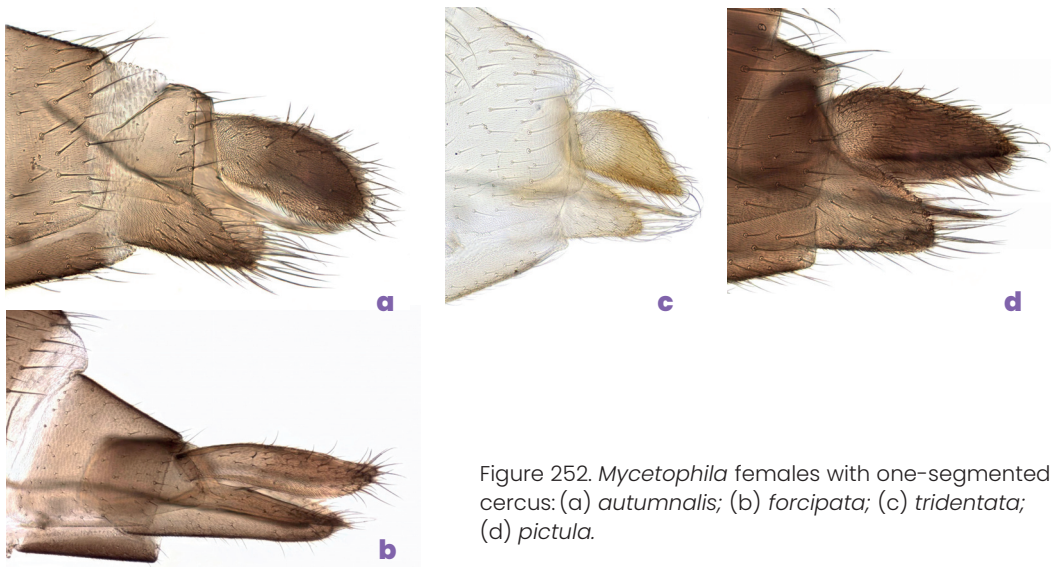 a
c
d
b
Figure 252. Mycetophila females with one-segmented
cercus: (a) autumnalis; (b) forcipata; (c) tridentata;
(d) pictula.